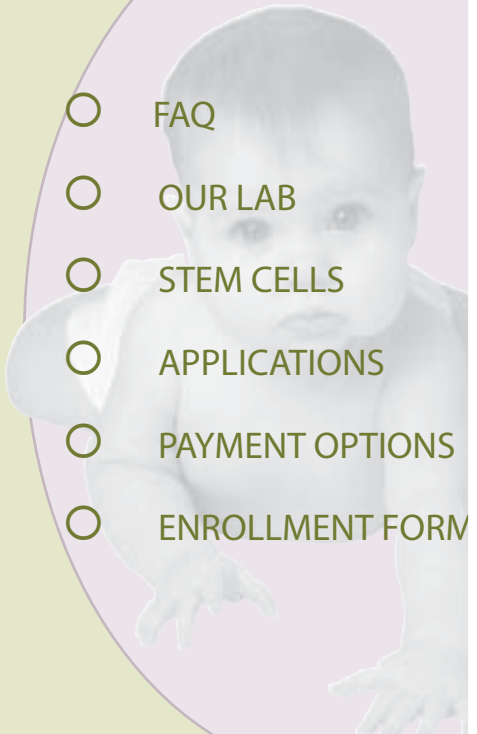 FAQ
OUR LAB
STEM CELLS
APPLICATIONS
PAYMENT OPTIONS
ENROLLMENT FORM